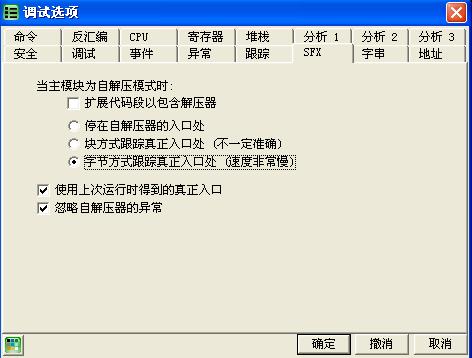 调试选项
命令 反汇编 CPU 寄存器 堆栈 分析 1 分析 2 分析 3
安全 调试 事件 异常 跟踪 SFX 字串 地址
当主模块为自解压模式时:
扩展代码段以包含解压器
停在自解压器的入口处
块方式跟踪真正入口处 (不一定准确)
字节方式跟踪真正入口处 (速度非常慢)
使用上次运行时得到的真正入口
忽略自解压器的异常
确定 撤消 取消